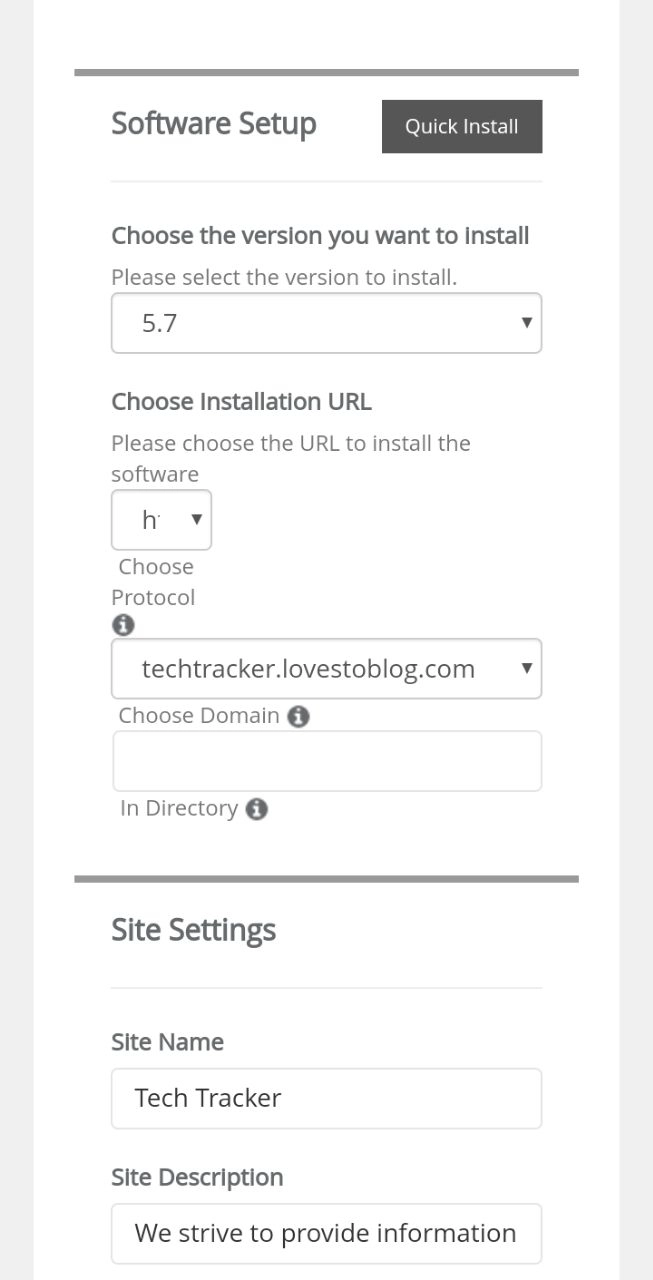 Software Setup
Quick Install
Choose the version you want to install
Please select the version to install.
5.7
Choose Installation URL
Please choose the URL to install the
software
h
Choose
Protocol
techtracker.lovestoblog.com
Choose Domain
In Directory
Site Settings
Site Name
Tech Tracker
Site Description
We strive to provide information